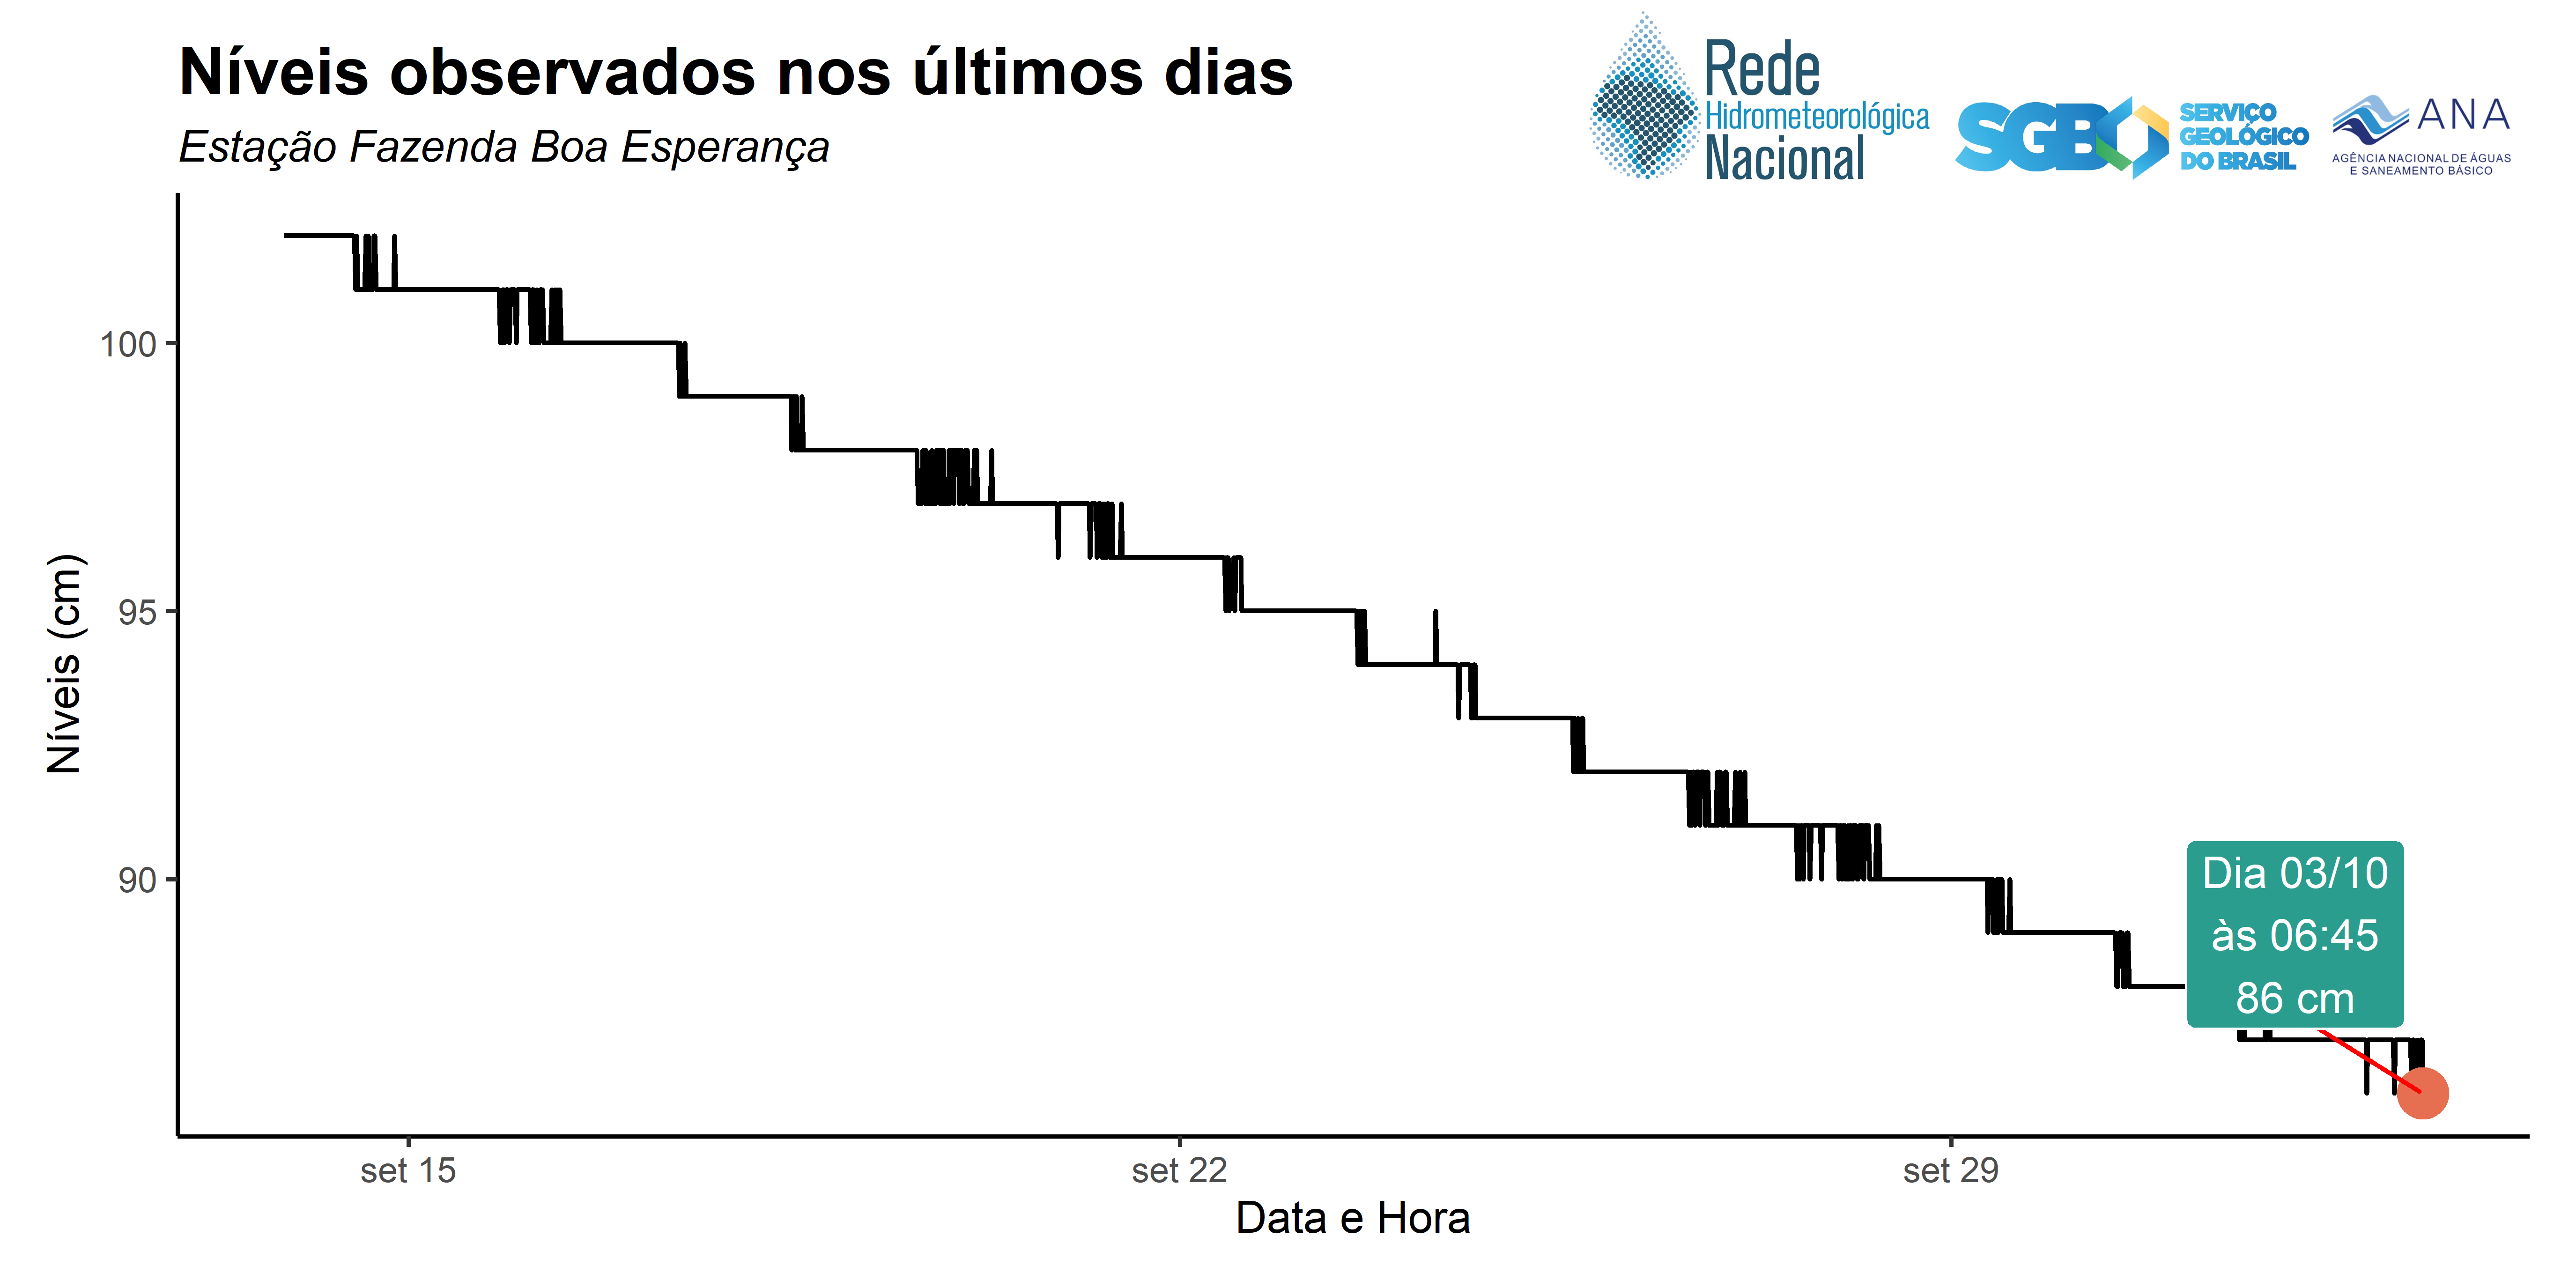 Níveis observados nos últimos dias
Estação Fazenda Boa Esperança
Rede
Hidrometeorológica
Nacional
SGB
SERVIÇO
GEOLÓGICO
DO BRASIL
ANA
AGÊNCIA NACIONAL DE ÁGUAS
E SANEAMENTO BÁSICO
Níveis (cm)
100
95
90
Dia 03/10
às 06:45
86 cm
set 15
set 22
set 29
Data e Hora